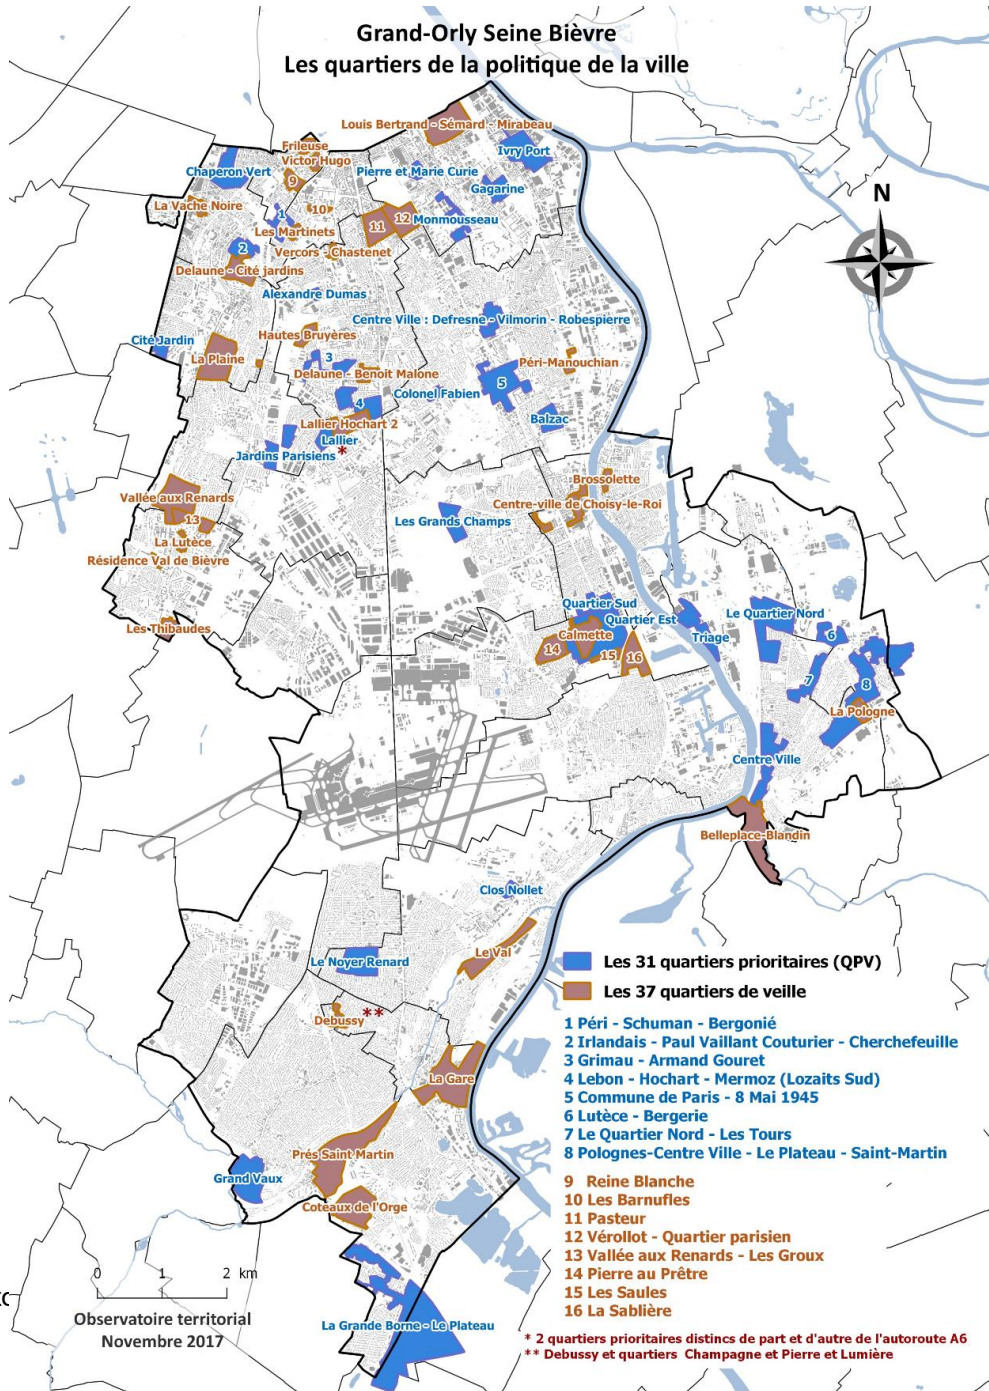 Grand-Orly Seine Bièvre
Les quartiers de la politique de la ville
Louis Bertrand - Sémard - Mirabeau
Frileuse
Ivry Port
Victor Hugo
Chaperon Vert
Pierre et Marie Curie
9
Gagarine
La Vache Noire
10
1
12
Monmousseau
11
Les Martinets
2
Vercors - Chastenet
Delaune - Cité jardins
Alexandre Dumas
Centre Ville : Defresne - Vilmorin - Robespierre
Hautes Bruyères
Cité Jardin
La Plaine
3
Péri-Manouchian
Delaune - Benoit Malone
5
Colonel Fabien
4
Balzac
Lallier Hochart 2
Lallier
Jardins Parisiens *
Brossolette
Vallée aux Renards
Centre-ville de Choisy-le-Roi
13
Les Grands Champs
La Lutèce
Résidence Val de Bièvre
Quartier Sud
Le Quartier Nord
Quartier Est
Les Thibaudes
Calmette
Triage
6
14
15
16
7
8
La Pologne
Centre Ville
Belleplace-Blandin
Clos Nollet
Le Val
Le Noyer Renard
Debussy **
La Gare
Prés Saint Martin
Grand Vaux
Coteaux de l'Orge
La Grande Borne - Le Plateau
N
Les 31 quartiers prioritaires (QPV)
Les 37 quartiers de veille
1 Péri - Schuman - Bergonié
2 Irlandais - Paul Vaillant Couturier - Cherchefeuille
3 Grimau - Armand Gouret
4 Lebon - Hochart - Mermoz (Lozaits Sud)
5 Commune de Paris - 8 Mai 1945
6 Lutèce - Bergerie
7 Le Quartier Nord - Les Tours
8 Polognes-Centre Ville - Le Plateau - Saint-Martin
9 Reine Blanche
10 Les Barnufles
11 Pasteur
12 Vérollot - Quartier parisien
13 Vallée aux Renards - Les Groux
14 Pierre au Prêtre
15 Les Saules
16 La Sablière
* 2 quartiers prioritaires distincs de part et d'autre de l'autoroute A6
** Debussy et quartiers Champagne et Pierre et Lumière
0 1 2 km
Observatoire territorial
Novembre 2017